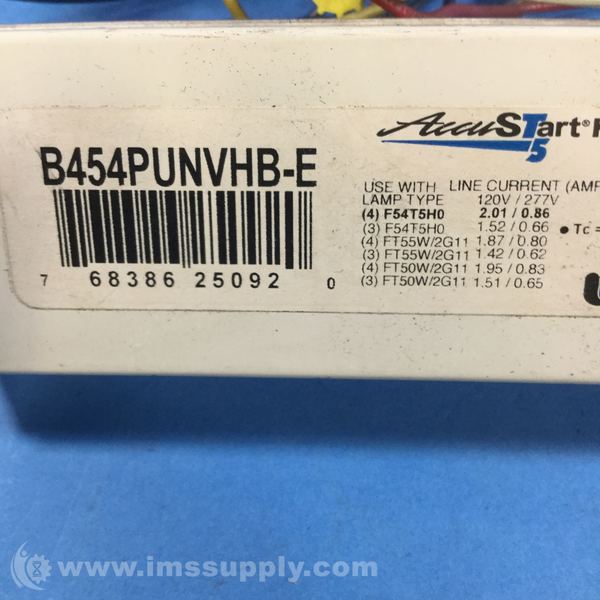 AccuStart® 5
B454PUNVHB-E
7 68386 25092 0
USE WITH LINE CURRENT (AMP
LAMP TYPE 120V / 277V
(4) F54T5H0 2.01 / 0.86
(3) F54T5H0 1.52 / 0.66 • Tc =
(4) FT55W/2G11 1.87 / 0.80
(3) FT55W/2G11 1.42 / 0.62
(4) FT50W/2G11 1.95 / 0.83
(3) FT50W/2G11 1.51 / 0.65
www.imssupply.com